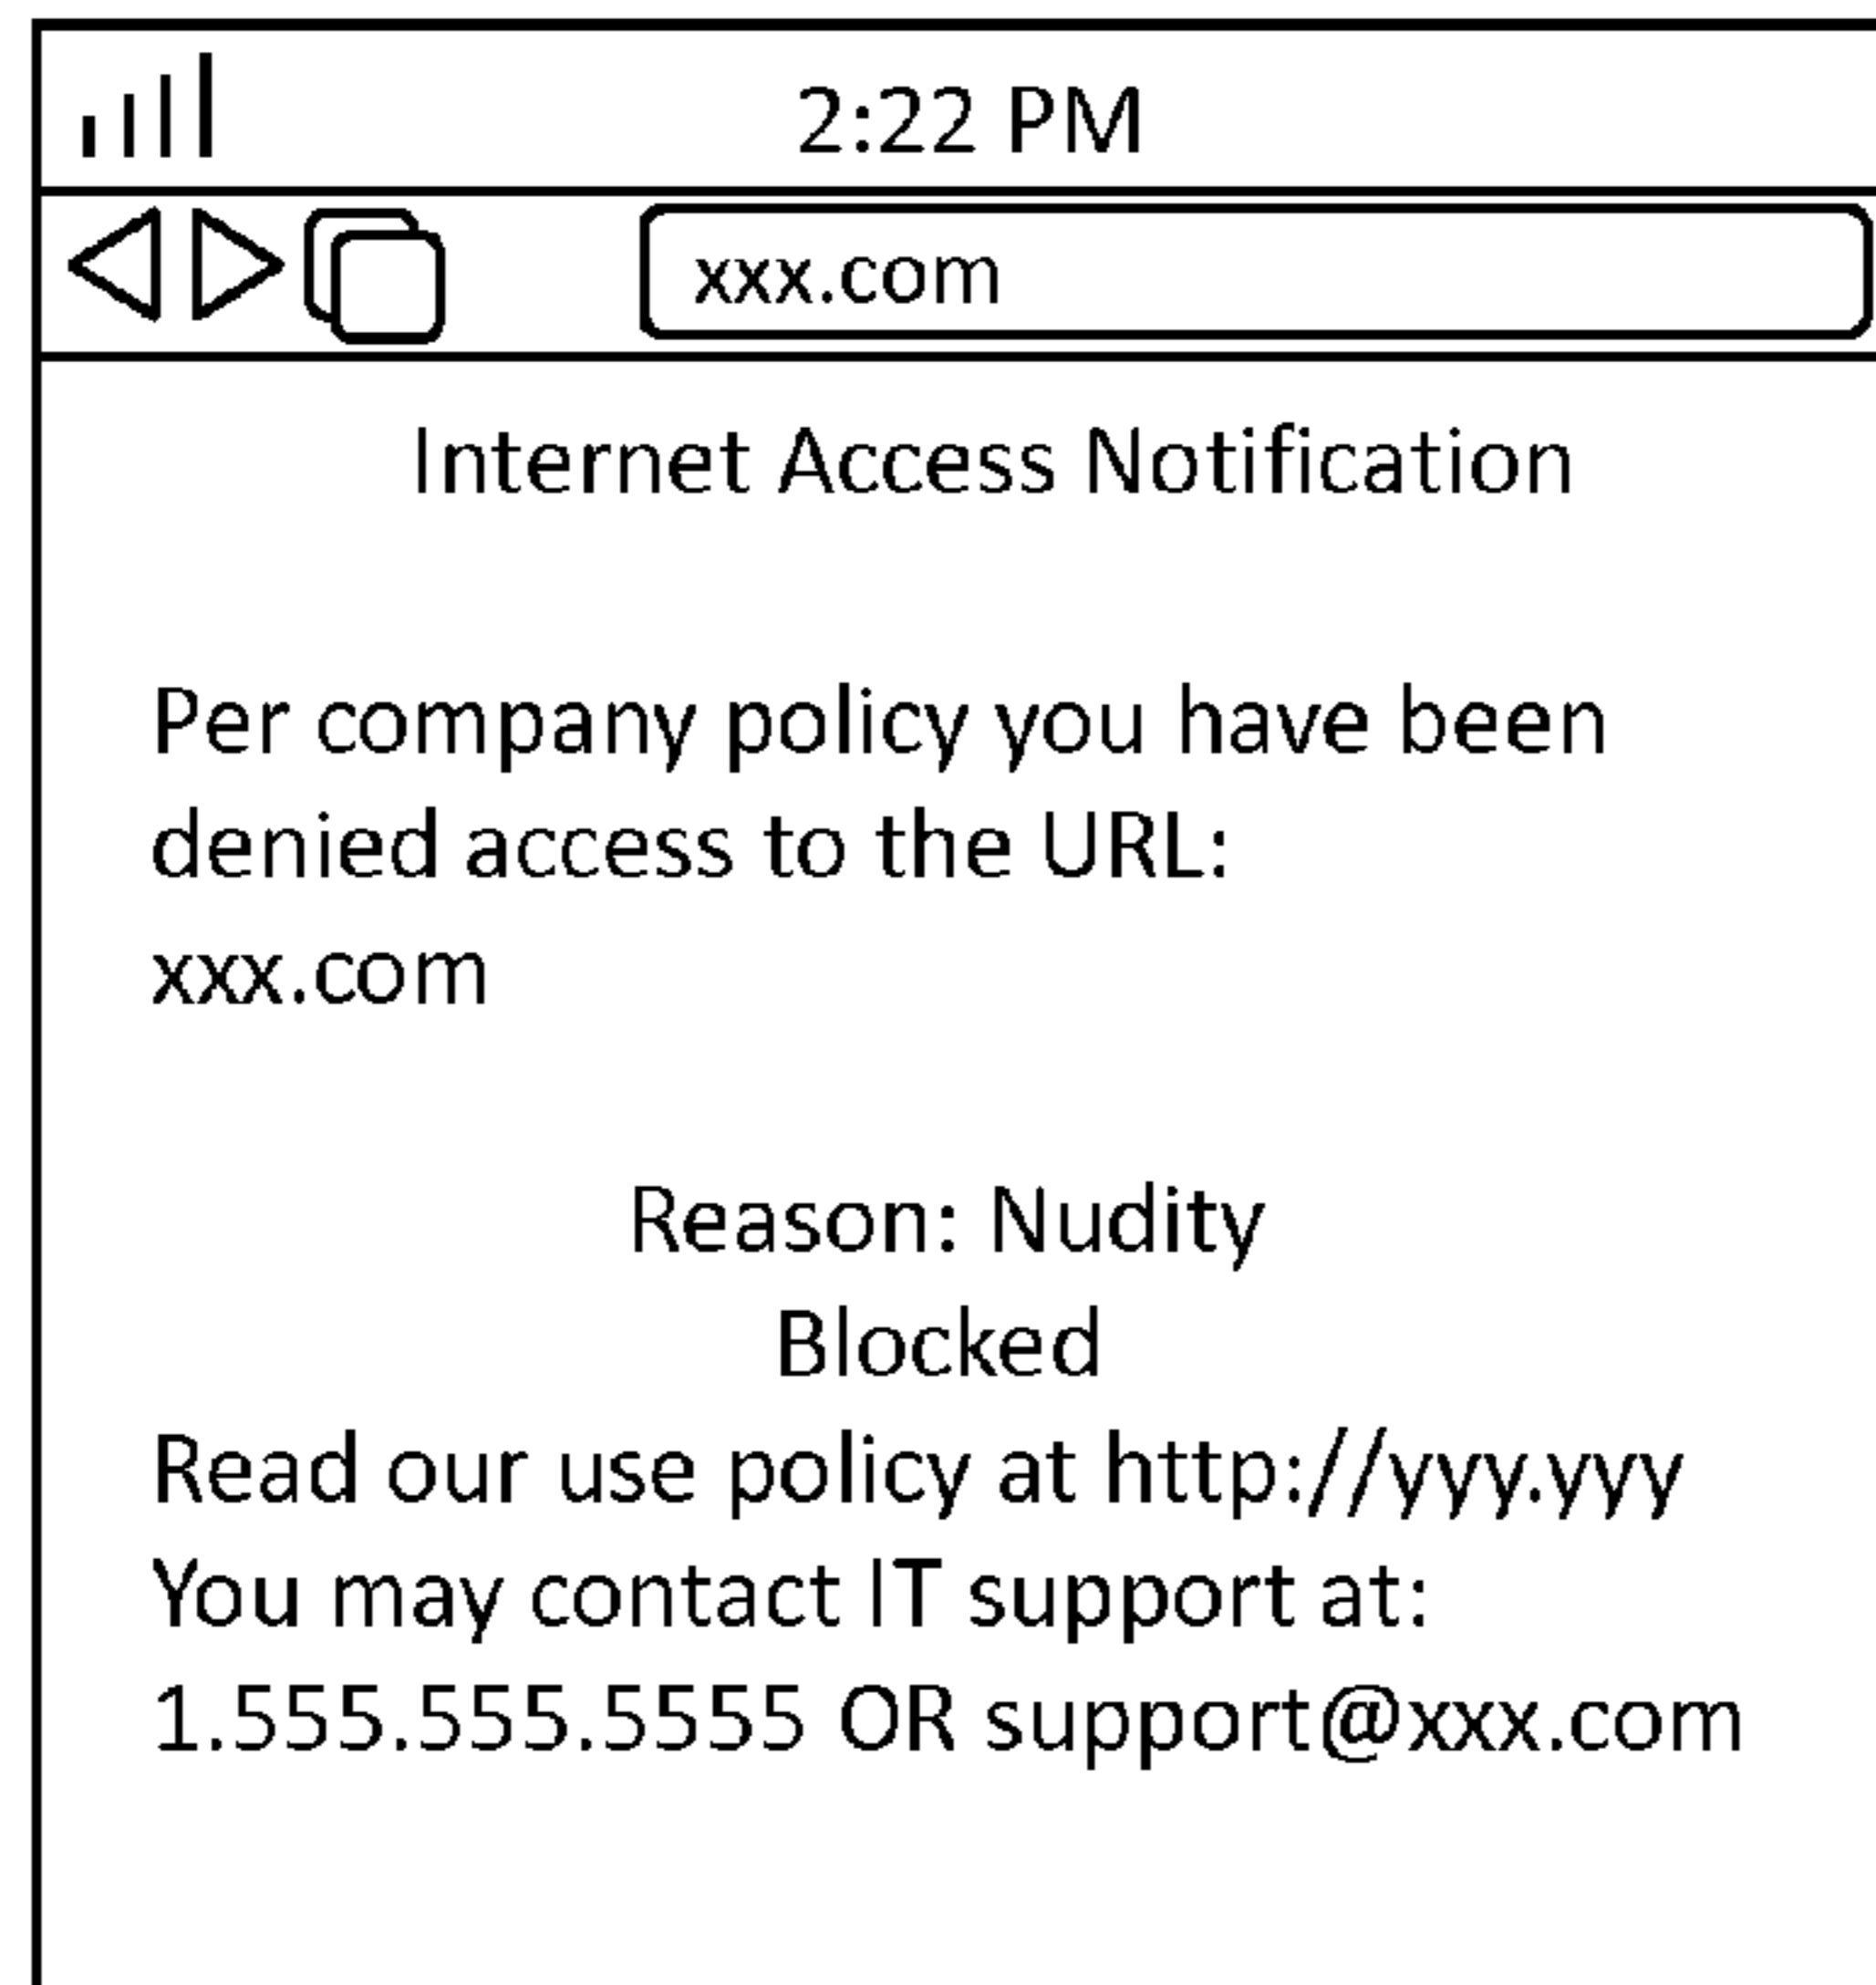 2:22 PM
xxx.com
Internet Access Notification
Per company policy you have been
denied access to the URL:
xxx.com
Reason: Nudity
Blocked
Read our use policy at http://yyy.yyy
You may contact IT support at:
1.555.555.5555 OR support@xxx.com